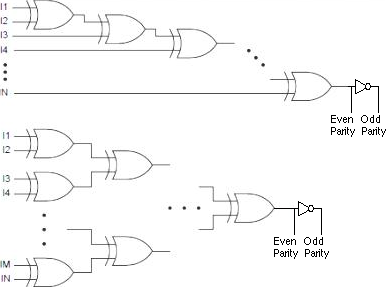 I1
I2
I3
I4
IN
Even Odd
Parity Parity
I1
I2
I3
I4
IM
IN
Even Odd
Parity Parity